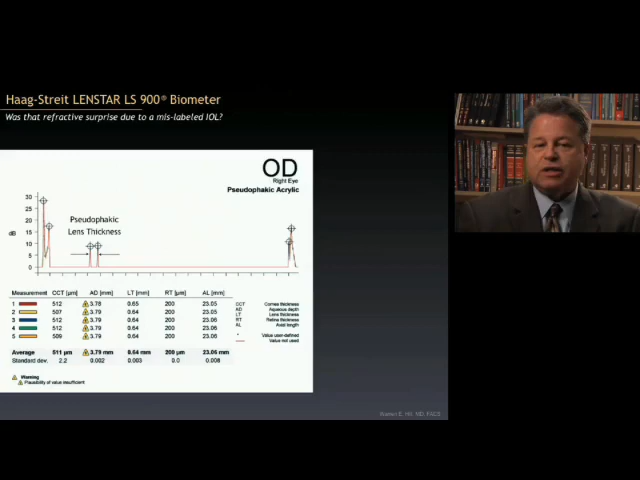 Haag-Streit LENSTAR LS 900® Biometer
Was that refractive surprise due to a mis-labeled IOL?
OD
Right Eye
Pseudophakic Acrylic
30
25
20
15
10
5
0
dB
Pseudophakic
Lens Thickness
Measurement CCT [µm] AD [mm] LT [mm] RT [µm] AL [mm]
1 512 3.78 0.65 200 23.05
2 507 3.79 0.64 200 23.05
3 512 3.79 0.64 200 23.06
4 512 3.79 0.64 200 23.06
5 509 3.79 0.64 200 23.05
Average 511 µm 3.79 mm 0.64 mm 200 µm 23.06 mm
Standard dev. 2.2 0.002 0.003 0.0 0.008
CCT Cornea thickness
AD Aqueous depth
LT Lens thickness
RT Retina thickness
AL Axial length
* Value user-defined
Value not used
Warning
Plausibility of value insufficient
Warren E. Hill, MD, FACS